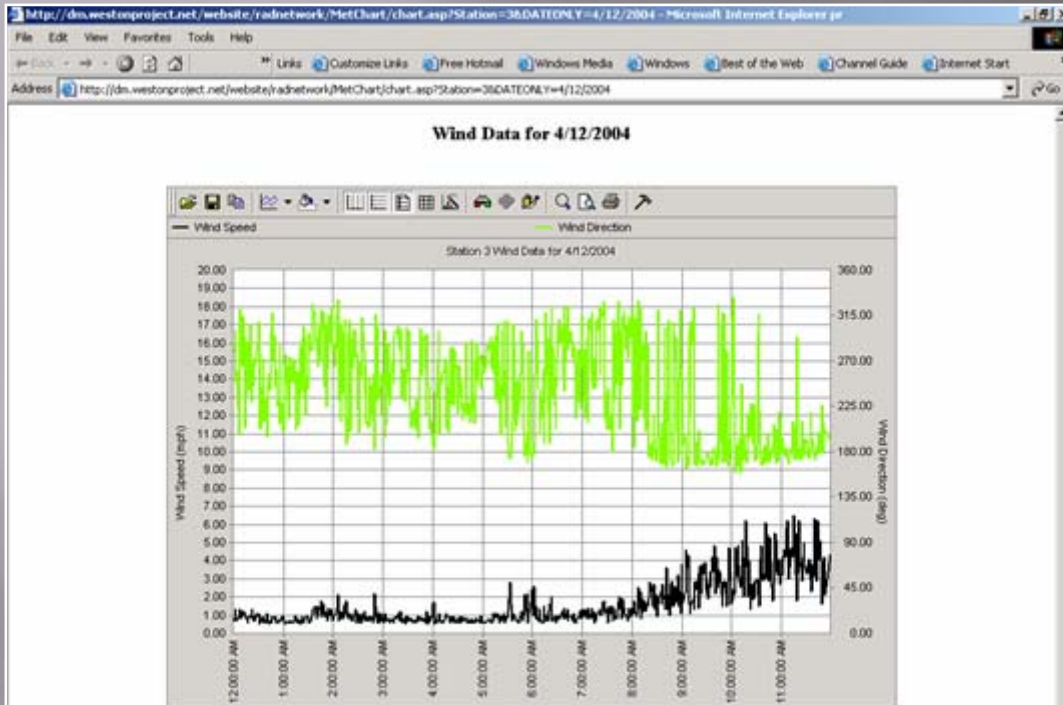 http://dm.westonproject.net/website/radnetwork/MetChart/chart.asp?Station=3&DATEONLY=4/12/2004 - Microsoft Internet Explorer pr
File Edit View Favorites Tools Help
Back » Links Customize Links Free Hotmail Windows Media Windows Best of the Web Channel Guide Internet Start »
Address http://dm.westonproject.net/website/radnetwork/MetChart/chart.asp?Station=3&DATEONLY=4/12/2004 Go
Wind Data for 4/12/2004
Wind Speed Wind Direction
Station 3 Wind Data for 4/12/2004
Wind Speed (mph)
20.00
19.00
18.00
17.00
16.00
15.00
14.00
13.00
12.00
11.00
10.00
9.00
8.00
7.00
6.00
5.00
4.00
3.00
2.00
1.00
0.00
360.00
315.00
270.00
225.00
180.00
135.00
90.00
45.00
0.00
Wind Direction (deg)
12:00:00 AM
1:00:00 AM
2:00:00 AM
3:00:00 AM
4:00:00 AM
5:00:00 AM
6:00:00 AM
7:00:00 AM
8:00:00 AM
9:00:00 AM
10:00:00 AM
11:00:00 AM